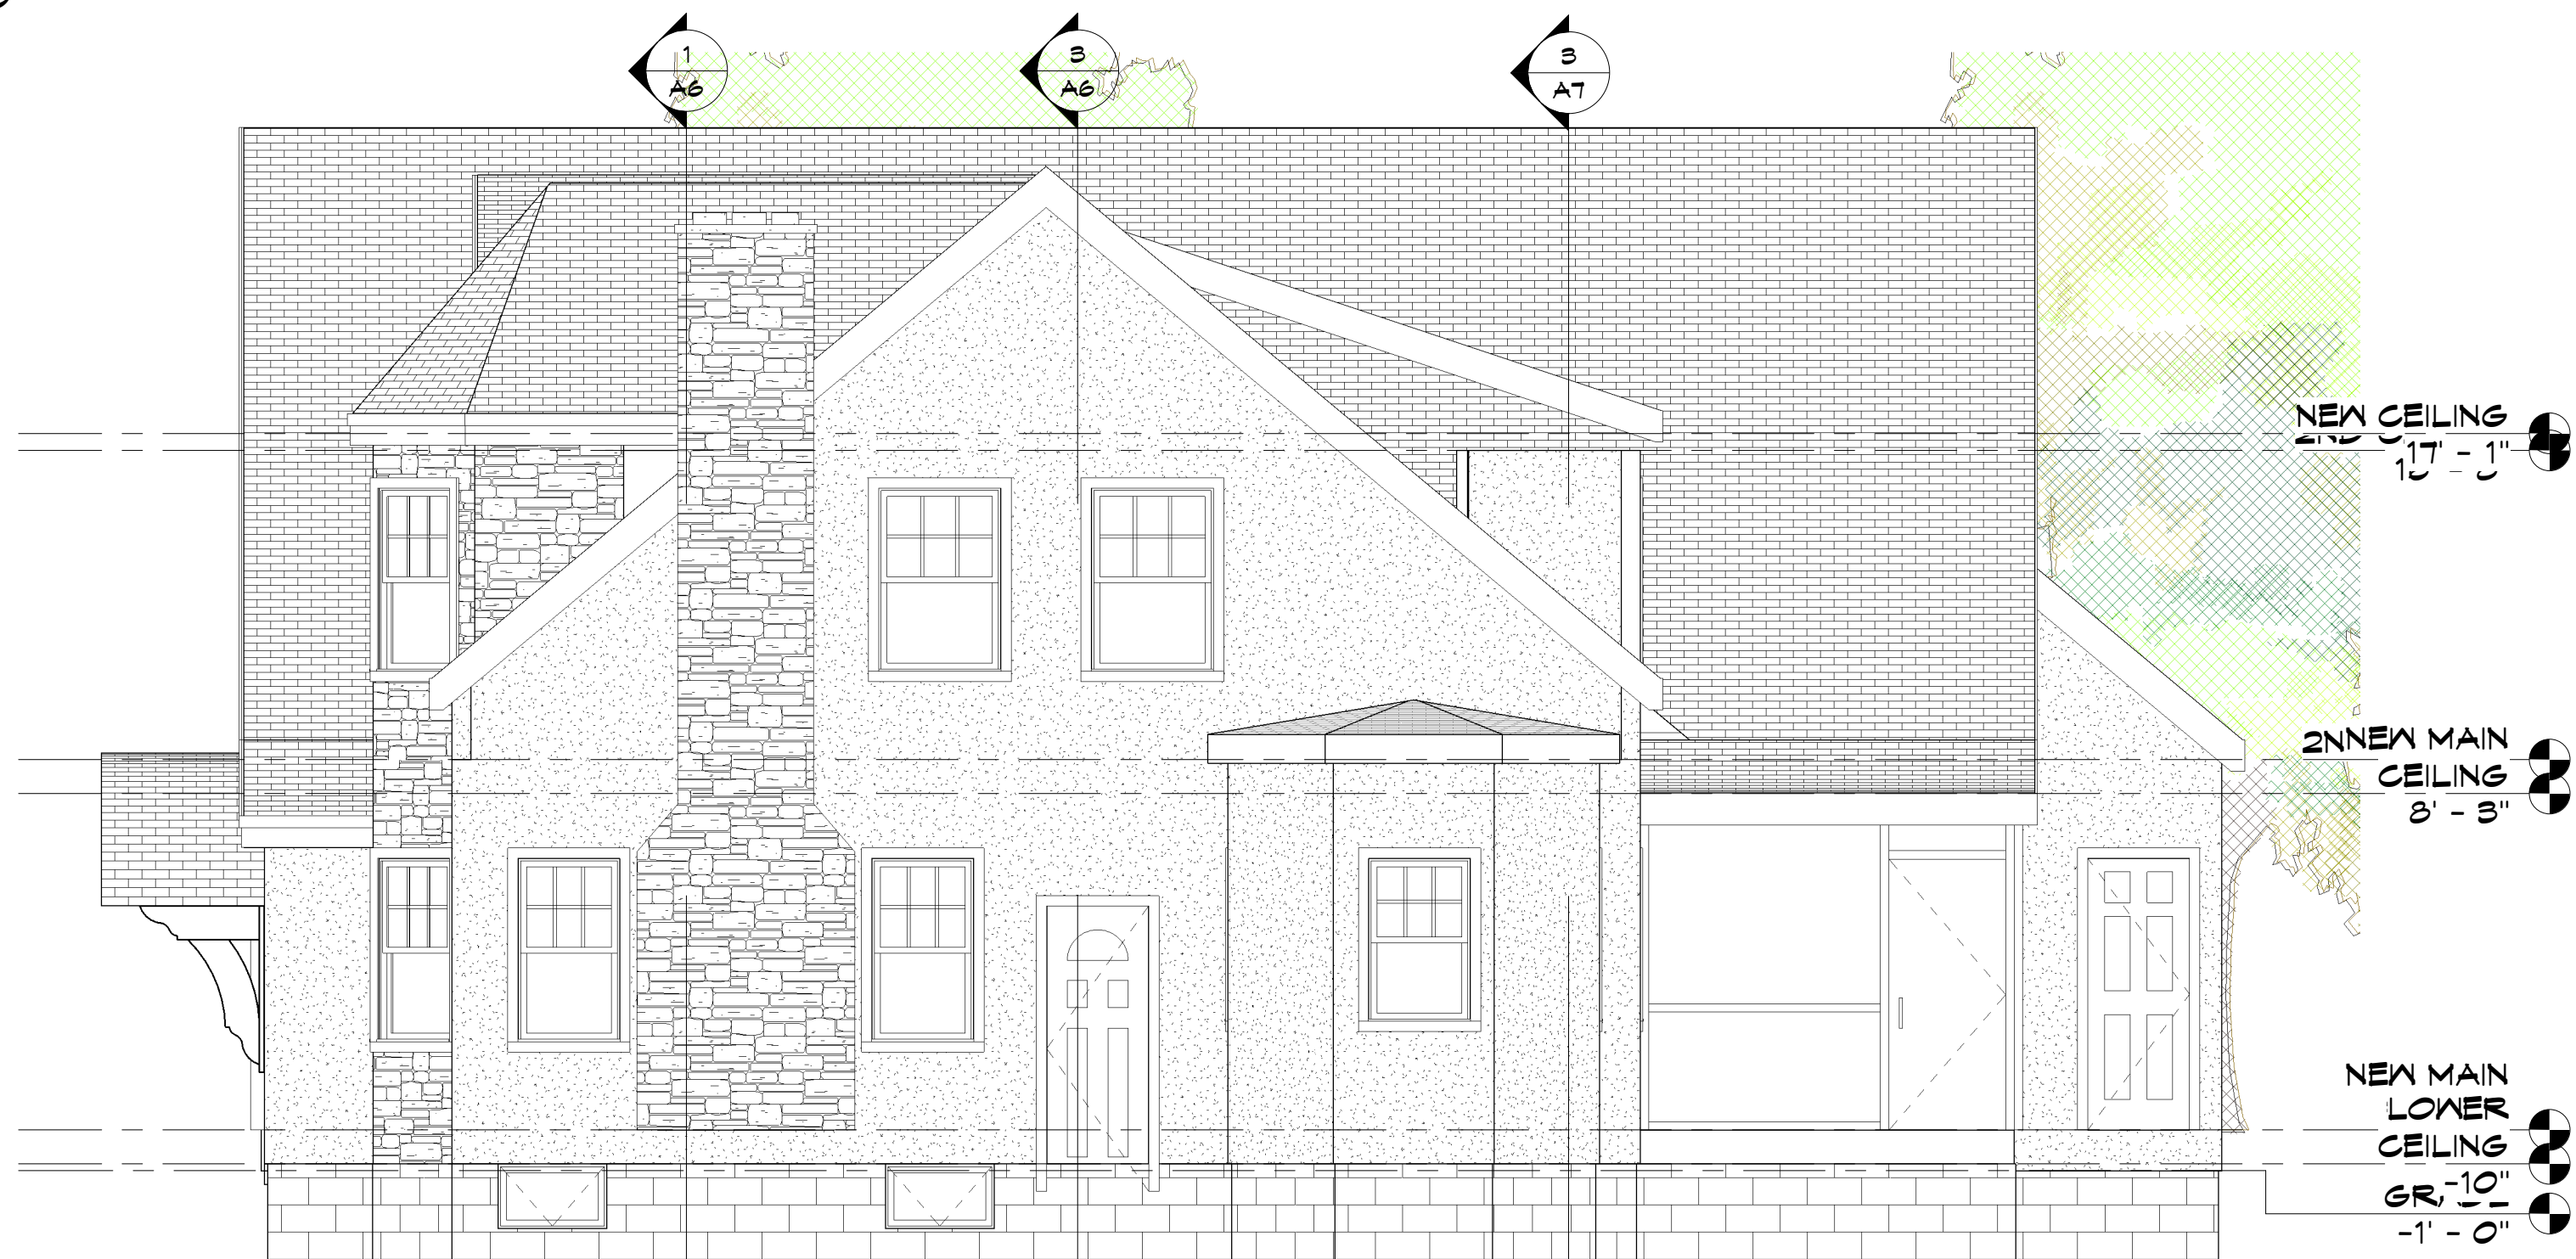 1
A6
3
A6
3
A7
NEW CEILING
17' - 1"
NEW MAIN
CEILING
8' - 3"
NEW MAIN
LOWER
CEILING
-10"
-1' - 0"